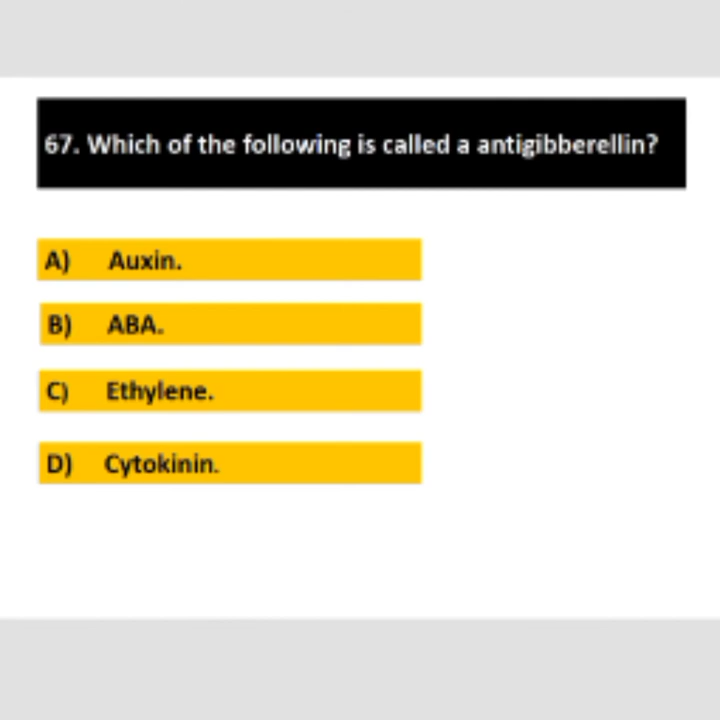 67. Which of the following is called a antigibberellin?
A) Auxin.
B) ABA.
C) Ethylene.
D) Cytokinin.